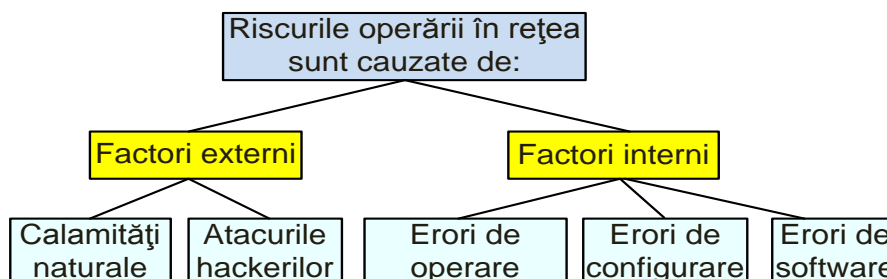 Riscurile operării în reţea
sunt cauzate de:
Factori externi
Factori interni
Calamităţi
naturale
Atacurile
hackerilor
Erori de
operare
Erori de
configurare
Erori de
software